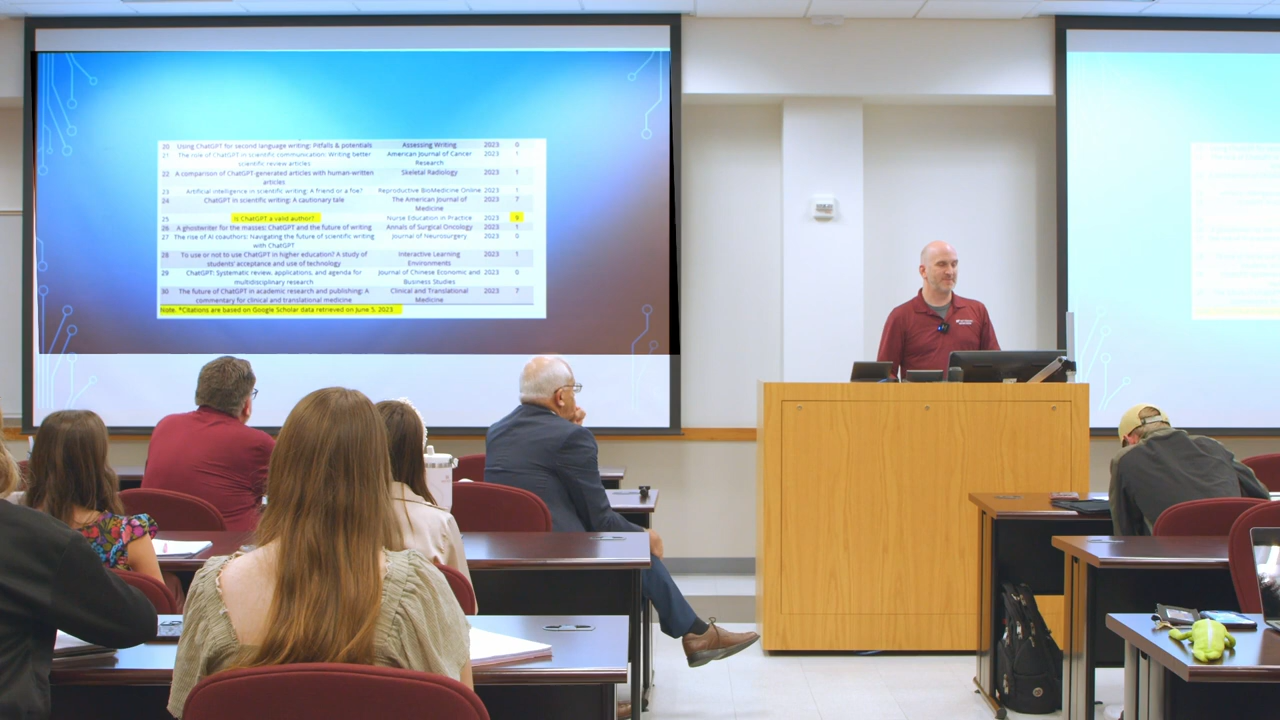 20. Using ChatGPT for second language writing: Pitfalls & potentials Assessing Writing 2023 0
21 The role of ChatGPT in scientific communication: Writing better American Journal of Cancer 2023 1
scientific review articles Research
22 A comparison of ChatGPT-generated articles with human-written Skeletal Radiology 2023 1
articles
23 Artificial intelligence in scientific writing: A friend or a foe? Reproductive BioMedicine Online 2023 1
24 ChatGPT in scientific writing: A cautionary tale The American Journal of 2023 7
Medicine
25 Is ChatGPT a valid author? Nurse Education in Practice 2023 9
26 A ghostwriter for the masses: ChatGPT and the future of writing Annals of Surgical Oncology 2023 1
27 The rise of AI coauthors: Navigating the future of scientific writing Journal of Neurosurgery 2023 0
with ChatGPT
28 To use or not to use ChatGPT in higher education? A study of Interactive Learning 2023 1
students' acceptance and use of technology Environments
29 ChatGPT: Systematic review, applications, and agenda for Journal of Chinese Economic and 2023 0
multidisciplinary research Business Studies
30 The future of ChatGPT in academic research and publishing: A Clinical and Translational 2023 7
commentary for clinical and translational medicine Medicine
Note. *Citations are based on Google Scholar data retrieved on June 5, 2023